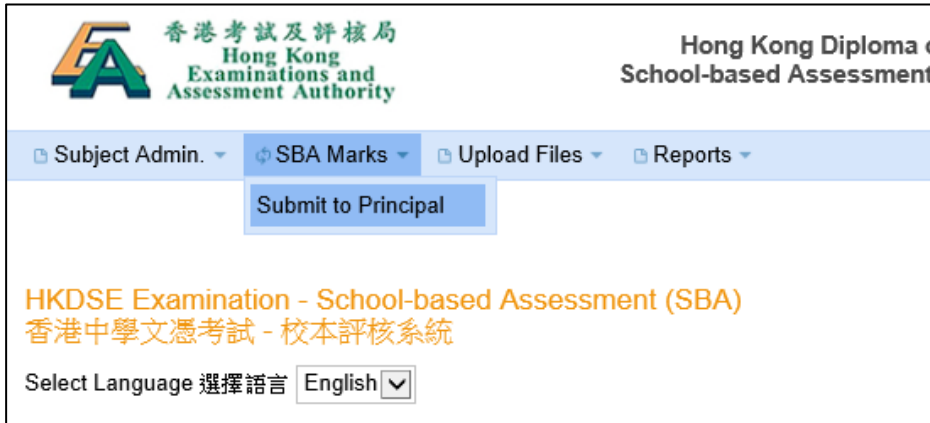 香港考試及評核局
Hong Kong
Examinations and
Assessment Authority
Hong Kong Diploma
School-based Assessment
Subject Admin.
SBA Marks
Upload Files
Reports
Submit to Principal
HKDSE Examination - School-based Assessment (SBA)
香港中學文憑考試 - 校本評核系統
Select Language 選擇語言 English